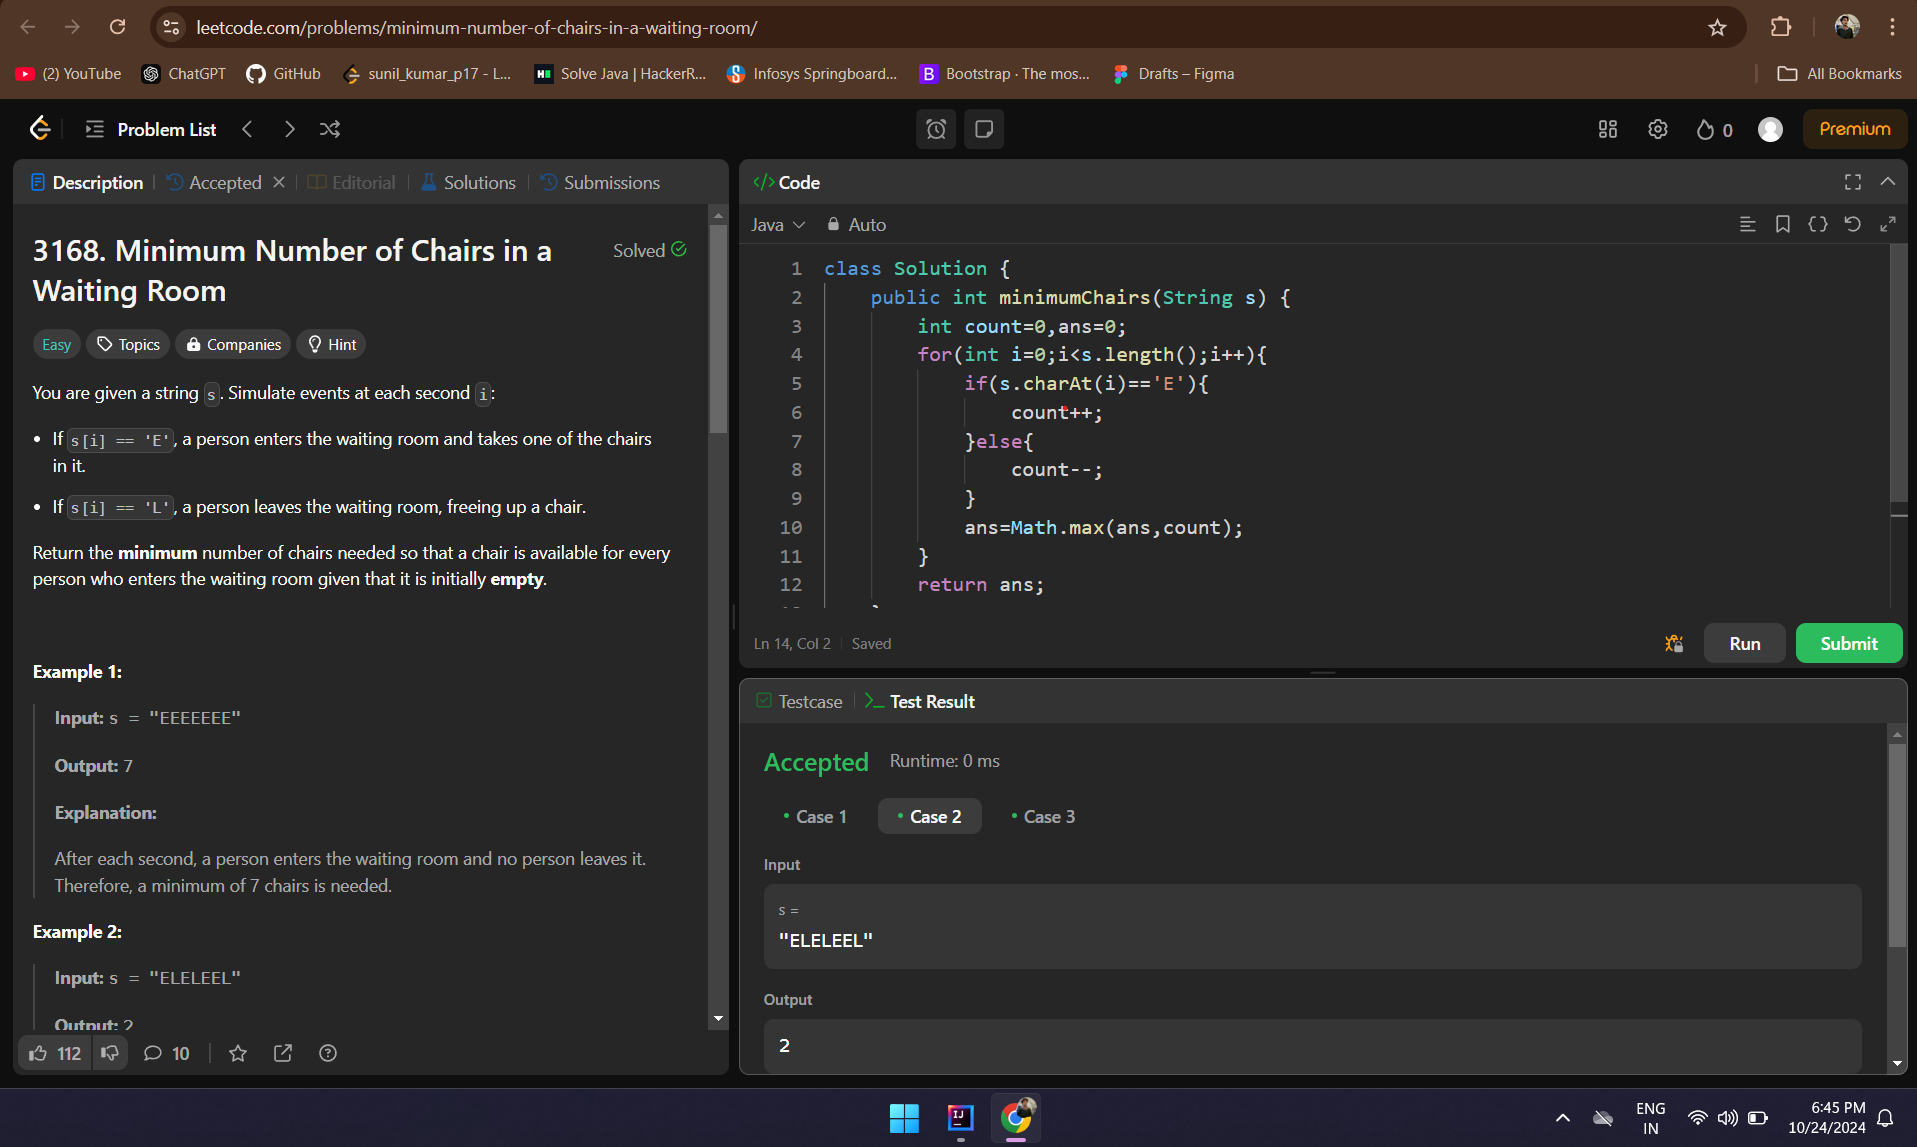 leetcode.com/problems/minimum-number-of-chairs-in-a-waiting-room/
(2) YouTube ChatGPT GitHub sunil_kumar_p17 - L... Solve Java | HackerR... Infosys Springboard... Bootstrap · The mos... Drafts – Figma All Bookmarks
Problem List 0 Premium
Description Accepted Editorial Solutions Submissions
3168. Minimum Number of Chairs in a
Waiting Room
Solved
Easy Topics Companies Hint
You are given a string s. Simulate events at each second i:
• If s[i] == 'E', a person enters the waiting room and takes one of the chairs
in it.
• If s[i] == 'L', a person leaves the waiting room, freeing up a chair.
Return the minimum number of chairs needed so that a chair is available for every
person who enters the waiting room given that it is initially empty.
Example 1:
Input: s = "EEEEEEE"
Output: 7
Explanation:
After each second, a person enters the waiting room and no person leaves it.
Therefore, a minimum of 7 chairs is needed.
Example 2:
Input: s = "ELELEEL"
Output: 2
112 10
</> Code
Java Auto
1 class Solution {
2 public int minimumChairs(String s) {
3 int count=0,ans=0;
4 for(int i=0;i<s.length();i++){
5 if(s.charAt(i)=='E'){
6 count++;
7 }else{
8 count--;
9 }
10 ans=Math.max(ans,count);
11 }
12 return ans;
Ln 14, Col 2 Saved
Run Submit
Testcase Test Result
Accepted Runtime: 0 ms
• Case 1 • Case 2 • Case 3
Input
s =
"ELELEEL"
Output
2
IJ
ENG
IN
6:45 PM
10/24/2024